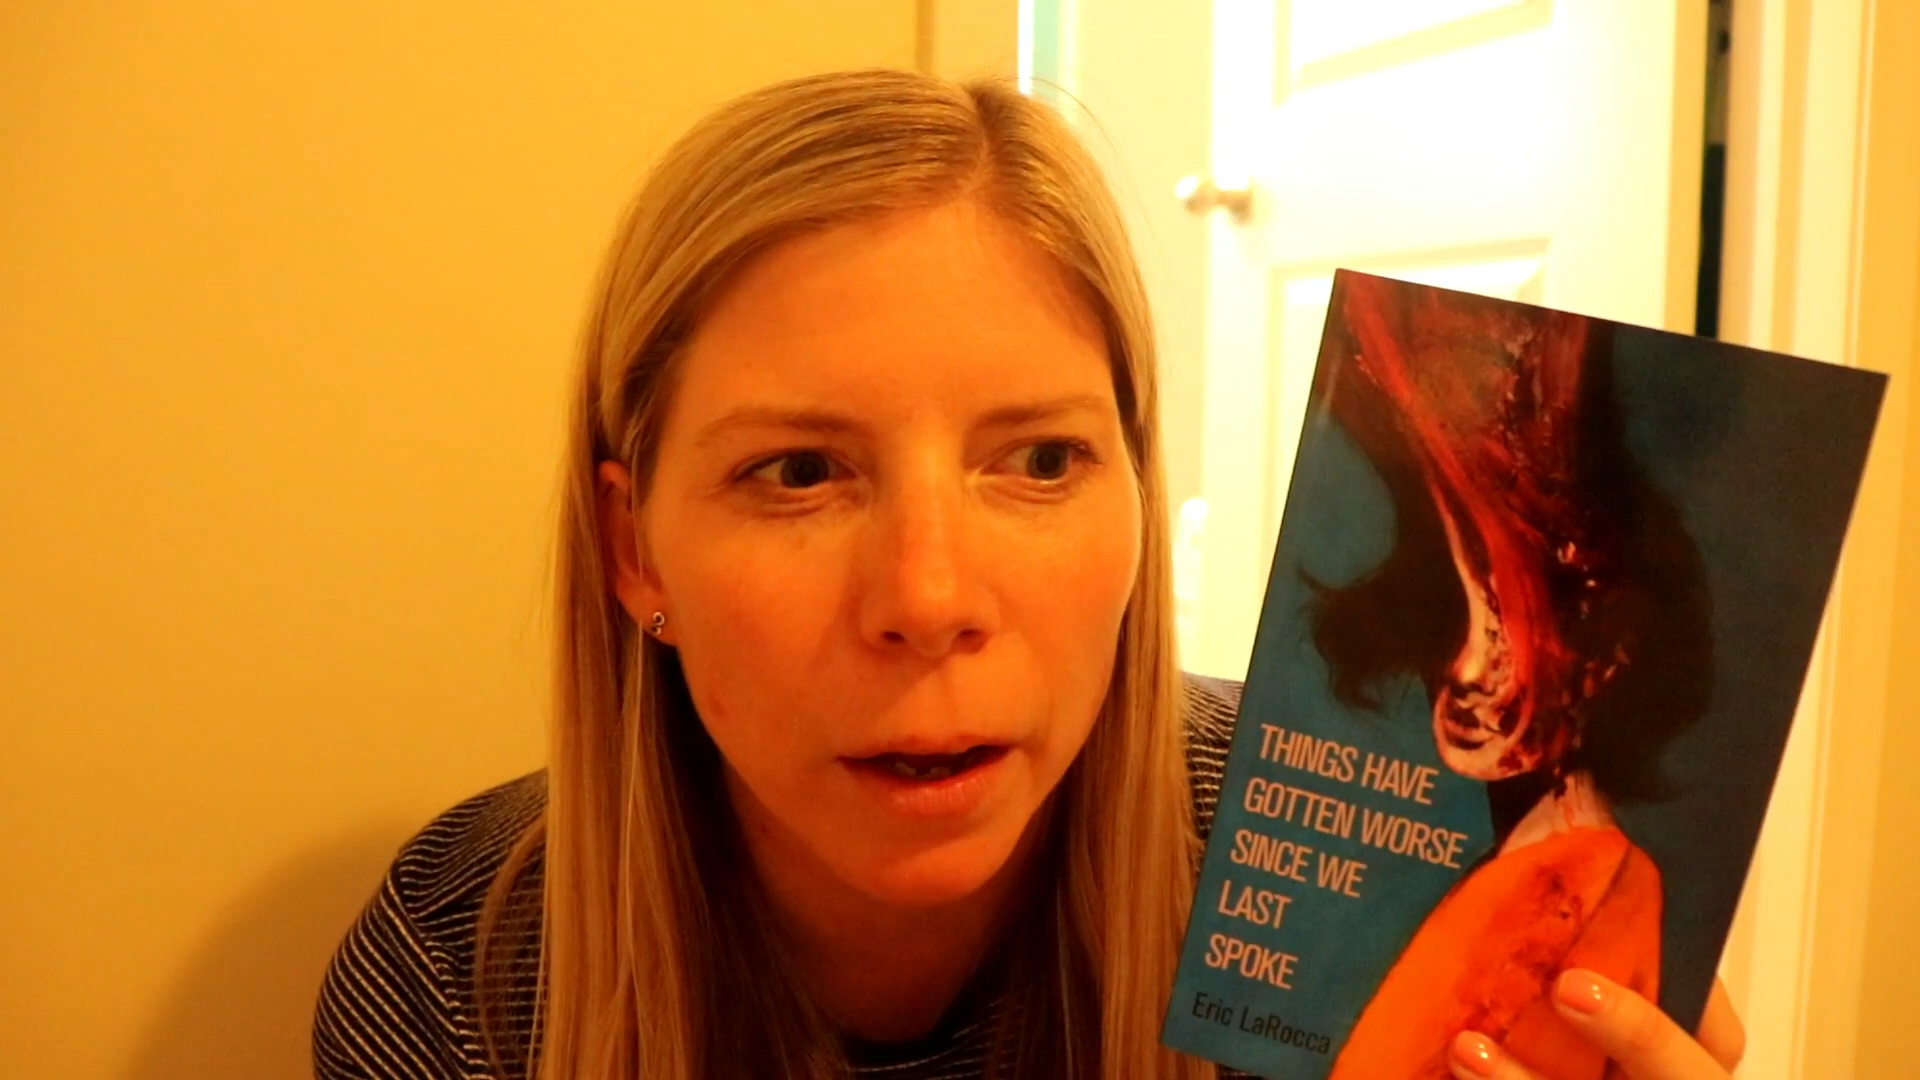 THINGS HAVE
GOTTEN WORSE
SINCE WE
LAST
SPOKE
Eric LaRocca